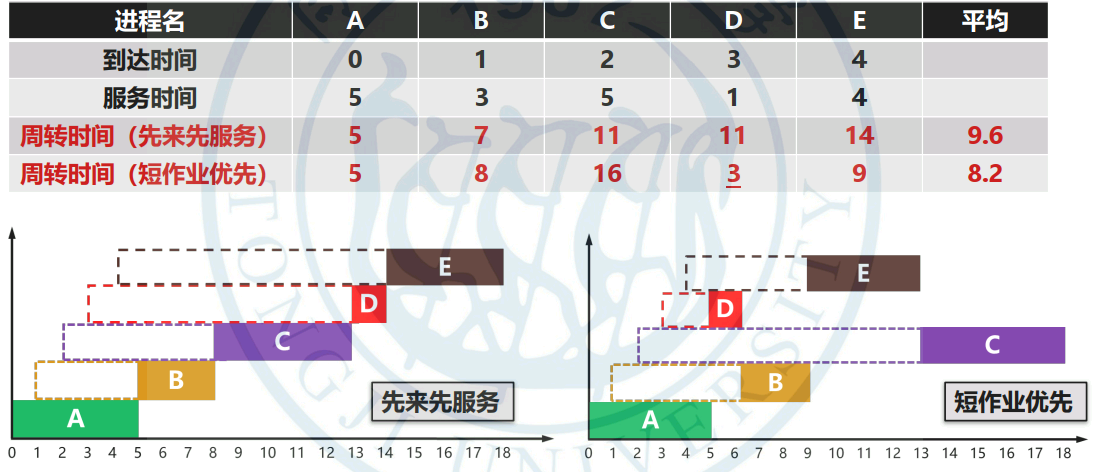 进程名 A B C D E 平均
到达时间 0 1 2 3 4
服务时间 5 3 5 1 4
周转时间（先来先服务） 5 7 11 11 14 9.6
周转时间（短作业优先） 5 8 16 3 9 8.2
E
D
C
B
A
先来先服务
0 1 2 3 4 5 6 7 8 9 10 11 12 13 14 15 16 17 18
E
D
C
B
A
短作业优先
0 1 2 3 4 5 6 7 8 9 10 11 12 13 14 15 16 17 18
TONGJI UNIVERSITY